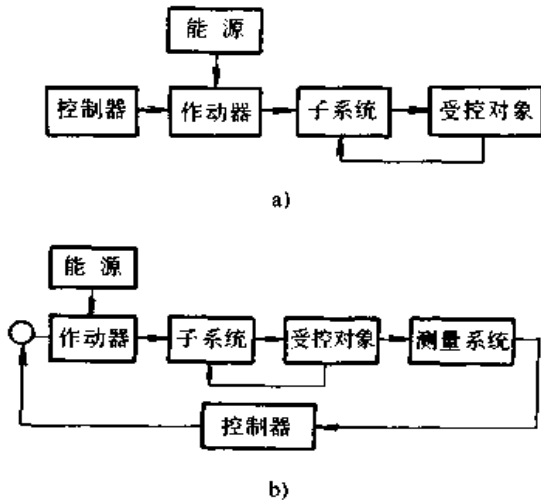 能 源
控制器 作动器 子系统 受控对象
a)
能 源
作动器 子系统 受控对象 测量系统
控制器
b)